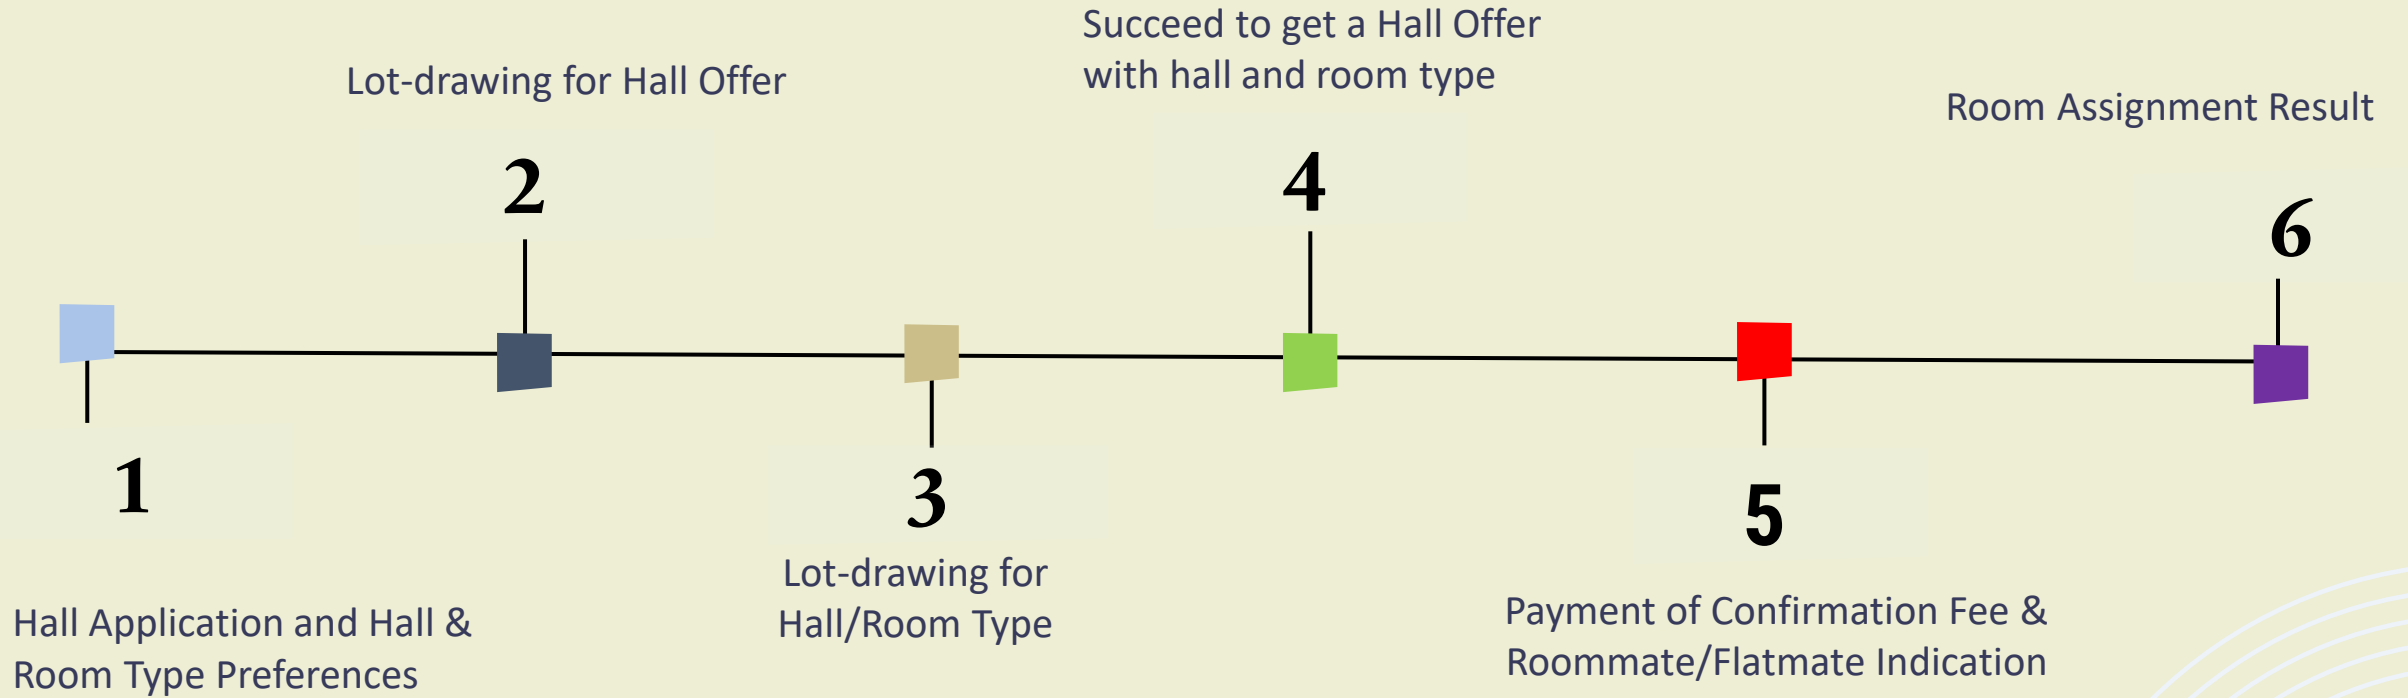 1
Hall Application and Hall &
Room Type Preferences
Lot-drawing for Hall Offer
2
3
Lot-drawing for
Hall/Room Type
Succeed to get a Hall Offer
with hall and room type
4
5
Payment of Confirmation Fee &
Roommate/Flatmate Indication
Room Assignment Result
6